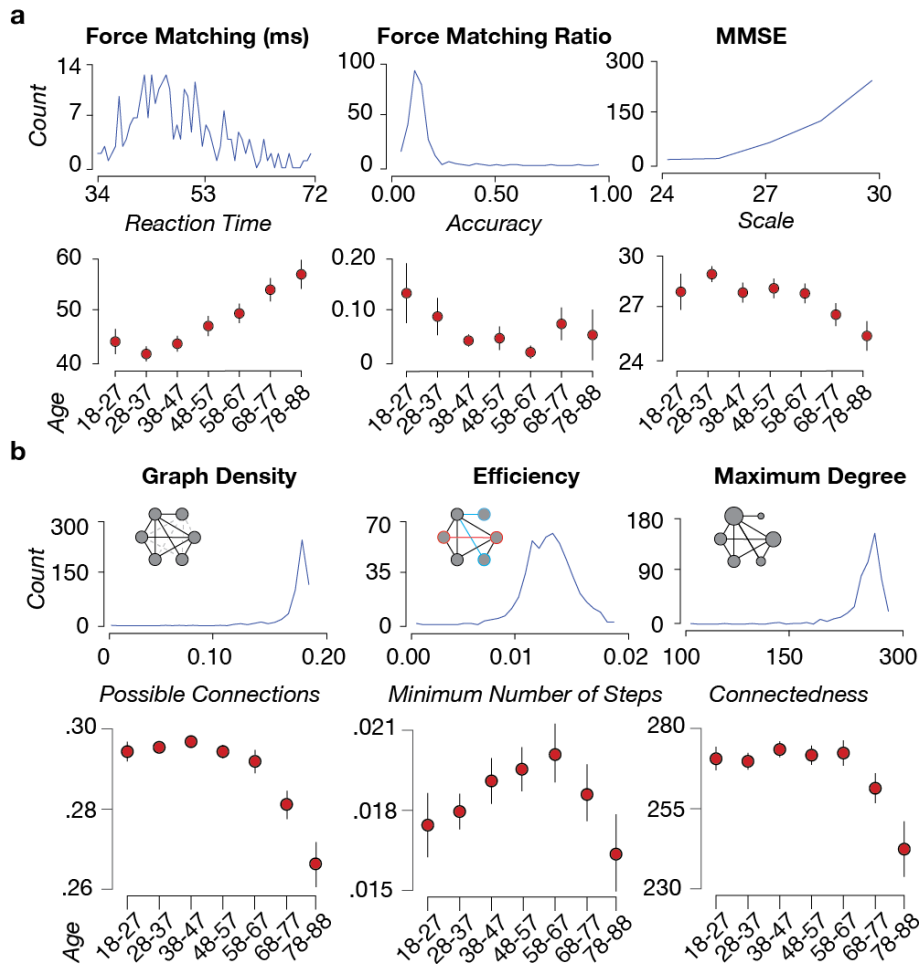 a
Force Matching (ms) Force Matching Ratio MMSE
Count
14 100 300
7 50 150
0 0 0
34 53 72 0.00 0.50 1.00 24 27 30
Reaction Time Accuracy Scale
60 0.20 30
50 0.10 27
40 0 24
Age 18-27 28-37 38-47 48-57 58-67 68-77 78-88 18-27 28-37 38-47 48-57 58-67 68-77 78-88 18-27 28-37 38-47 48-57 58-67 68-77 78-88
b
Graph Density Efficiency Maximum Degree
Count
300 70 180
150 35 90
0 0 0
0 0.10 0.20 0.00 0.01 0.02 100 150 300
Possible Connections Minimum Number of Steps Connectedness
.30 .021 280
.28 .018 255
.26 .015 230
Age 18-27 28-37 38-47 48-57 58-67 68-77 78-88 18-27 28-37 38-47 48-57 58-67 68-77 78-88 18-27 28-37 38-47 48-57 58-67 68-77 78-88